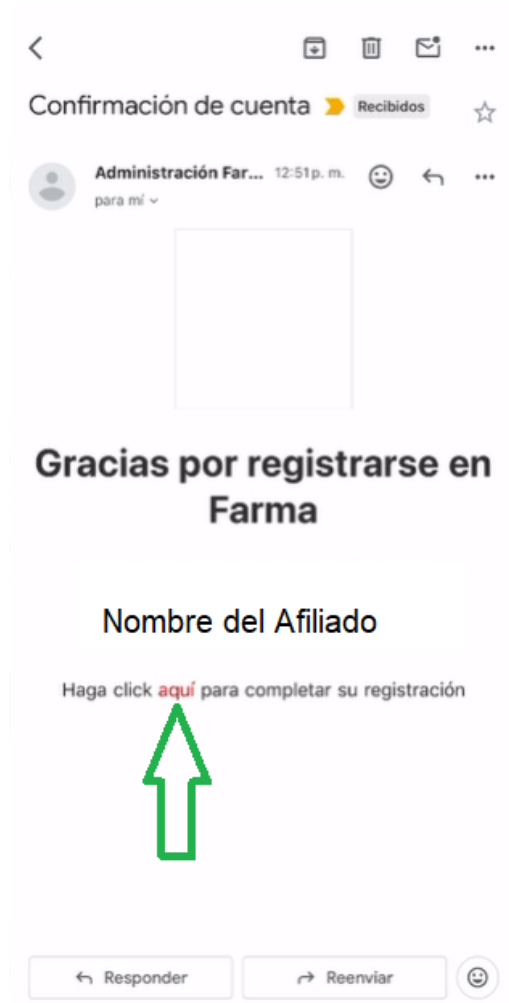 Confirmación de cuenta Recibidos
Administración Far... 12:51 p. m.
para mí
Gracias por registrarse en
Farma
Nombre del Afiliado
Haga click aquí para completar su registración
Responder Reenviar